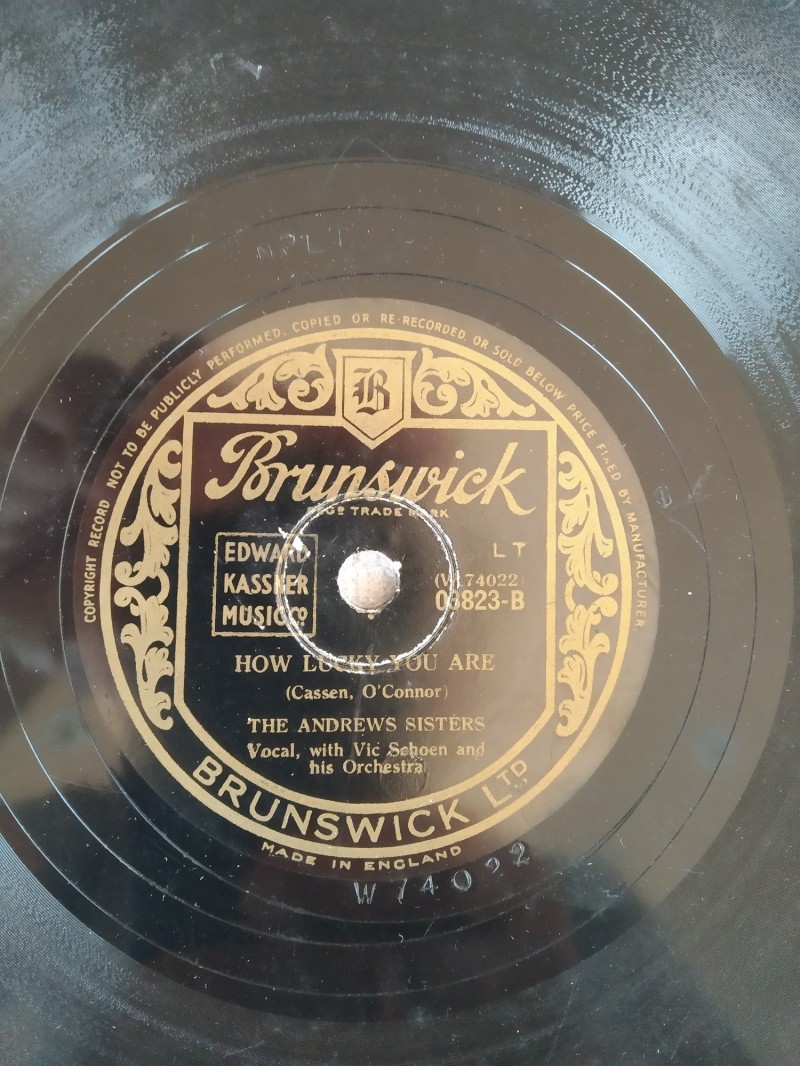 COPYRIGHT RECORD NOT TO BE PUBLICLY PERFORMED, COPIED OR RE-RECORDED, OR SOLD BELOW PRICE FIXED BY MANUFACTURER.
B
Brunswick
REGD TRADE MARK
EDWARD
KASSNER
MUSIC Co
LT
74022)
03823-B
HOW LUCKY YOU ARE
(Cassen, O'Connor)
THE ANDREWS SISTERS
Vocal, with Vic Schoen and
his Orchestra
BRUNSWICK LTD
MADE IN ENGLAND
W74022